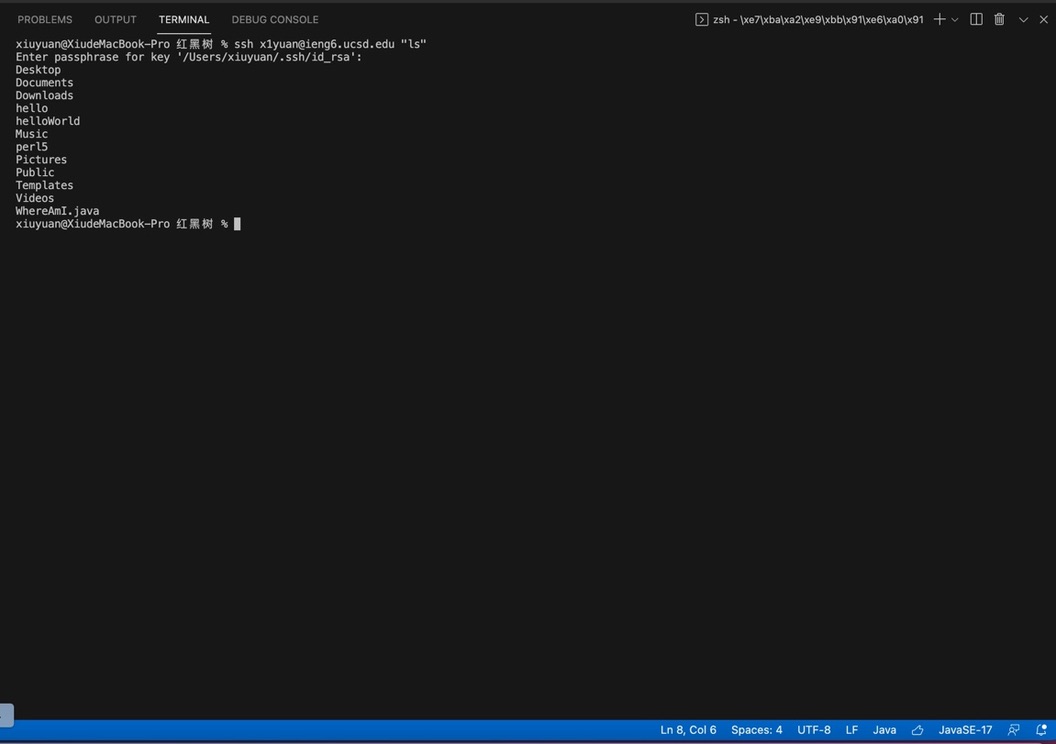 PROBLEMS OUTPUT TERMINAL DEBUG CONSOLE zsh - \xe7\xba\xa2\xe9\xbb\x91\xe6\xa0\x91
xiuyuan@XiudeMacBook-Pro 红黑树 % ssh x1yuan@ieng6.ucsd.edu "ls"
Enter passphrase for key '/Users/xiuyuan/.ssh/id_rsa':
Desktop
Documents
Downloads
hello
helloWorld
Music
perl5
Pictures
Public
Templates
Videos
WhereAmI.java
xiuyuan@XiudeMacBook-Pro 红黑树 %
Ln 8, Col 6 Spaces: 4 UTF-8 LF Java JavaSE-17